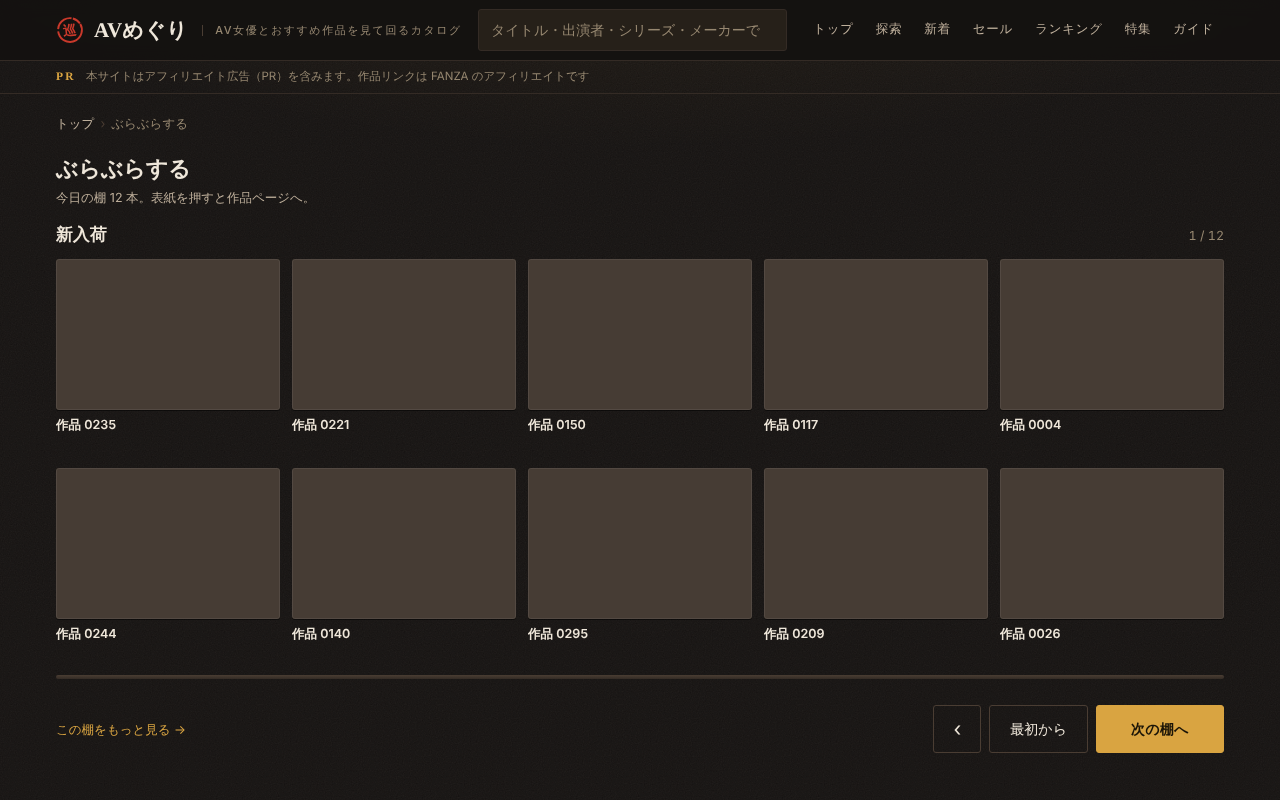 巡 AVめぐり AV女優とおすすめ作品を見て回るカタログ タイトル・出演者・シリーズ・メーカーで トップ 探索 新着 セール ランキング 特集 ガイド
PR 本サイトはアフィリエイト広告（PR）を含みます。作品リンクは FANZA のアフィリエイトです
トップ › ぶらぶらする
ぶらぶらする
今日の棚 12 本。表紙を押すと作品ページへ。
新入荷 1 / 12
作品 0235 作品 0221 作品 0150 作品 0117 作品 0004
作品 0244 作品 0140 作品 0295 作品 0209 作品 0026
この棚をもっと見る → ‹ 最初から 次の棚へ